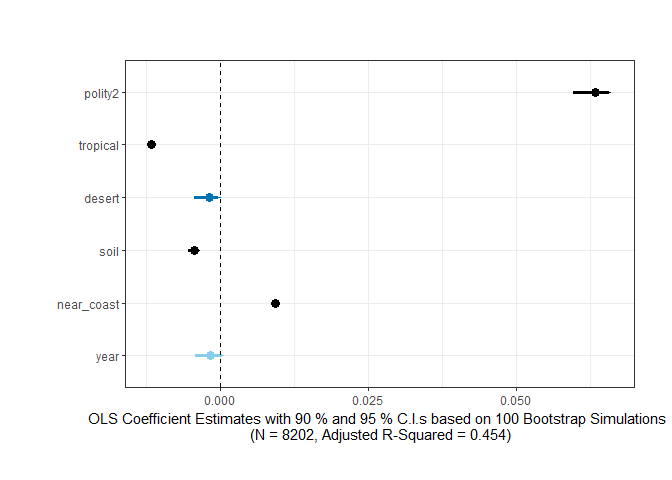 polity2
tropical
desert
soil
near_coast
year
0.000
0.025
0.050
OLS Coefficient Estimates with 90 % and 95 % C.I.s based on 100 Bootstrap Simulations
(N = 8202, Adjusted R-Squared = 0.454)